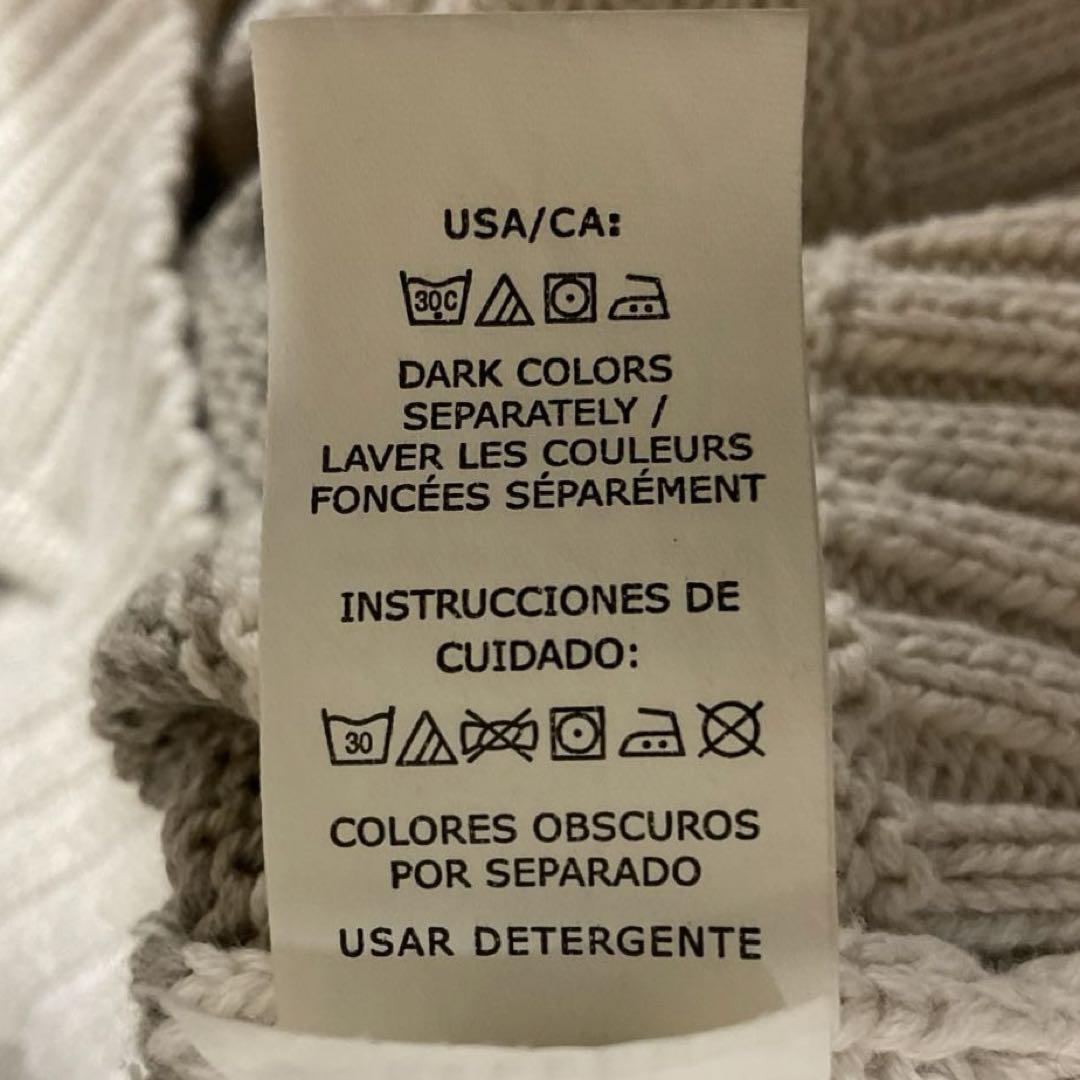 USA/CA:
30C
DARK COLORS
SEPARATELY /
LAVER LES COULEURS
FONCÉES SÉPARÉMENT
INSTRUCCIONES DE
CUIDADO:
30
COLORES OBSCUROS
POR SEPARADO
USAR DETERGENTE